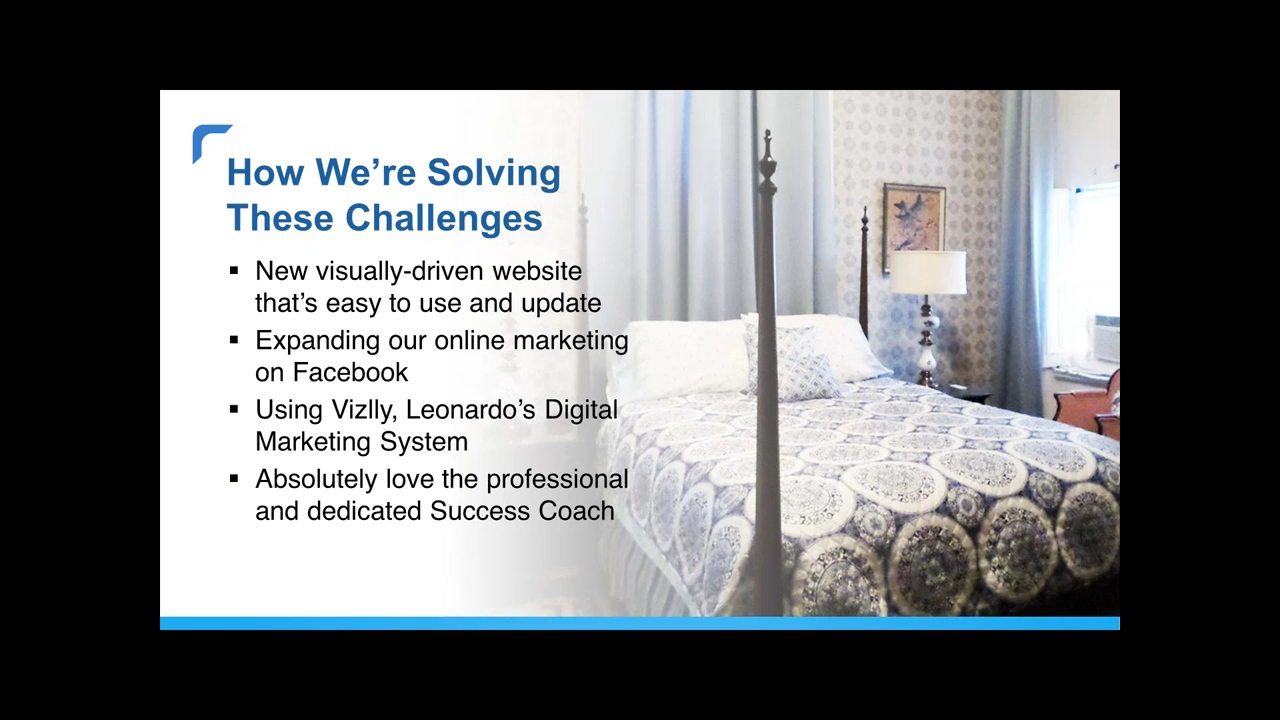 How We’re Solving
These Challenges
▪ New visually-driven website
that’s easy to use and update
▪ Expanding our online marketing
on Facebook
▪ Using Vizlly, Leonardo’s Digital
Marketing System
▪ Absolutely love the professional
and dedicated Success Coach